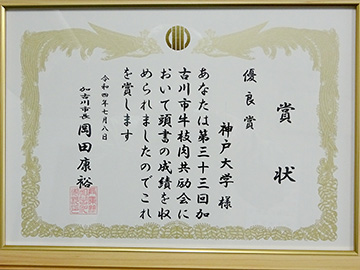 賞状
優良賞
神戸大学様
あなたは第三十三回加
古川市牛枝肉共励会に
おいて頭書の成績を収
められましたのでこれ
を賞します
令和四年七月八日
加古川市長 岡田康裕